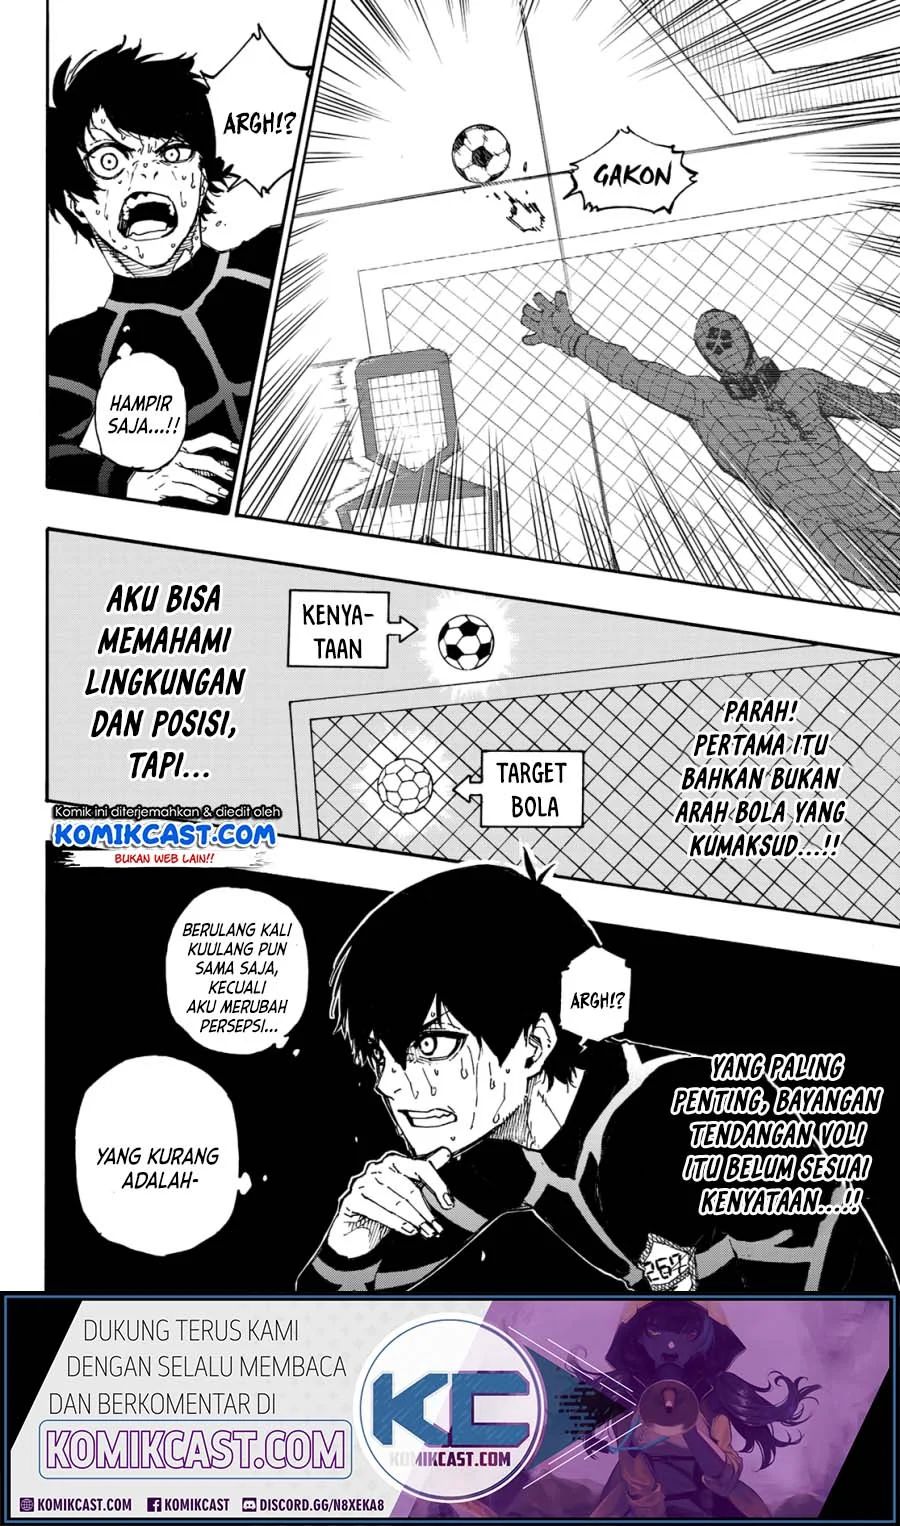 GAKON
ARGH!?
HAMPIR
SAJA...!!
PARAH!
PERTAMA ITU
BAHKAN BUKAN
ARAH BOLA YANG
KUMAKSUD...!!
KENYA-
TAAN
TARGET
BOLA
AKU BISA
MEMAHAMI
LINGKUNGAN
DAN POSISI,
TAPI...
Komik ini diterjemahkan & diedit oleh
KOMIKCAST.COM
BUKAN WEB LAIN!!
ARGH!?
YANG PALING
PENTING, BAYANGAN
TENDANGAN VOLI
ITU BELUM SESUAI
KENYATAAN...!!
BERULANG KALI
KUULANG PUN
SAMA SAJA,
KECUALI
AKU MERUBAH
PERSEPSI...
YANG KURANG
ADALAH-
267
DUKUNG TERUS KAMI
DENGAN SELALU MEMBACA
DAN BERKOMENTAR DI
KOMIKCAST.COM
KC
KOMIKCAST.COM
KOMIKCAST.COM KOMIKCAST DISCORD.GG/N8XEKA8